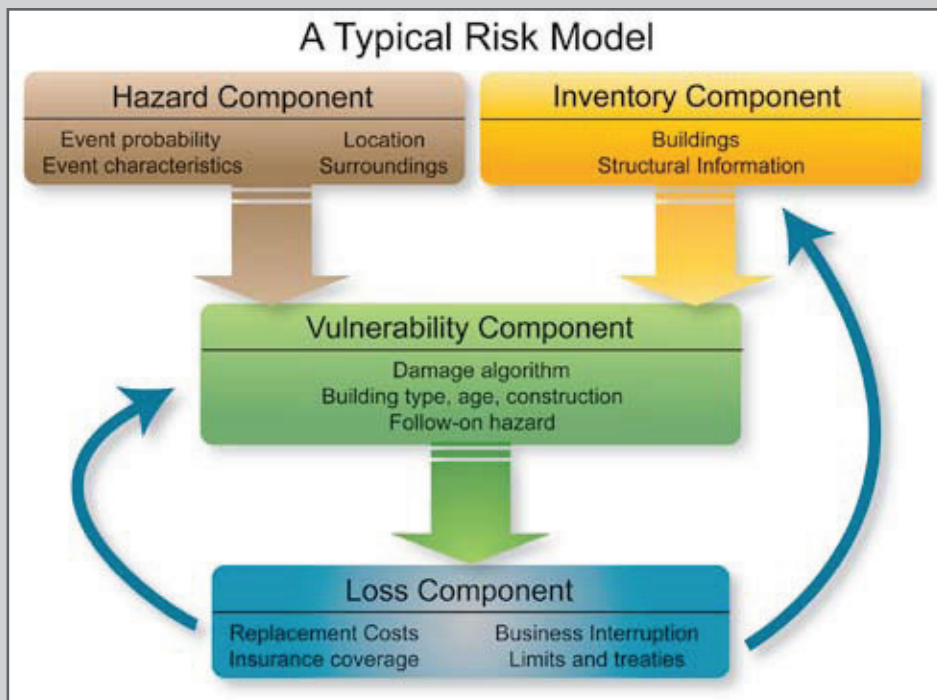 A Typical Risk Model
Hazard Component
Event probability
Event characteristics
Location
Surroundings
Inventory Component
Buildings
Structural Information
Vulnerability Component
Damage algorithm
Building type, age, construction
Follow-on hazard
Loss Component
Replacement Costs
Insurance coverage
Business Interruption
Limits and treaties